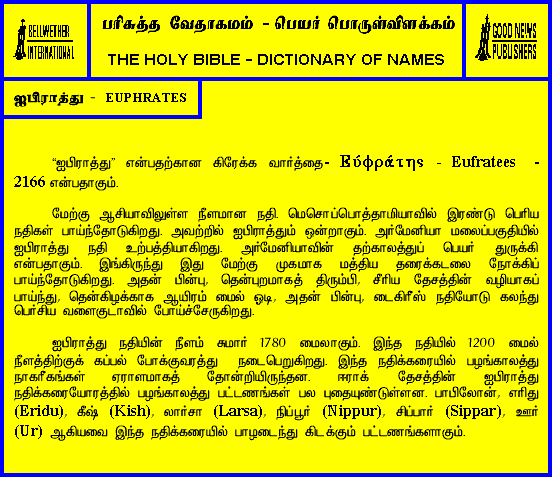 BELLWETHER
INTERNATIONAL
பரிசுத்த வேதாகமம் - பெயர் பொருள்விளக்கம்
THE HOLY BIBLE - DICTIONARY OF NAMES
GOOD NEWS
PUBLISHERS
ஐபிராத்து - EUPHRATES
“ஐபிராத்து” என்பதற்கான கிரேக்க வார்த்தை- Εὐφράτης - Eufratees -
2166 என்பதாகும்.
மேற்கு ஆசியாவிலுள்ள நீளமான நதி. மெசொப்பொத்தாமியாவில் இரண்டு பெரிய
நதிகள் பாய்ந்தோடுகிறது. அவற்றில் ஐபிராத்தும் ஒன்றாகும். அர்மேனியா மலைப்பகுதியில்
ஐபிராத்து நதி உற்பத்தியாகிறது. அர்மேனியாவின் தற்காலத்துப் பெயர் துருக்கி
என்பதாகும். இங்கிருந்து இது மேற்கு முகமாக மத்திய தரைக்கடலை நோக்கிப்
பாய்ந்தோடுகிறது. அதன் பின்பு, தென்புறமாகத் திரும்பி, சீரிய தேசத்தின் வழியாகப்
பாய்ந்து, தென்கிழக்காக ஆயிரம் மைல் ஓடி, அதன் பின்பு, டைகிரீஸ் நதியோடு கலந்து
பெர்சிய வளைகுடாவில் போய்ச்சேருகிறது.
ஐபிராத்து நதியின் நீளம் சுமார் 1780 மைலாகும். இந்த நதியில் 1200 மைல்
நீளத்திற்குக் கப்பல் போக்குவரத்து நடைபெறுகிறது. இந்த நதிக்கரையில் பழங்காலத்து
நாகரீகங்கள் ஏராளமாகத் தோன்றியிருந்தன. ஈராக் தேசத்தின் ஐபிராத்து
நதிக்கரையோரத்தில் பழங்காலத்து பட்டணங்கள் பல புதையுண்டுள்ளன. பாபிலோன், எரிது
(Eridu), கீஷ் (Kish), லார்சா (Larsa), நிப்பூர் (Nippur), சிப்பார் (Sippar), ஊர்
(Ur) ஆகியவை இந்த நதிக்கரையில் பாழடைந்து கிடக்கும் பட்டணங்களாகும்.